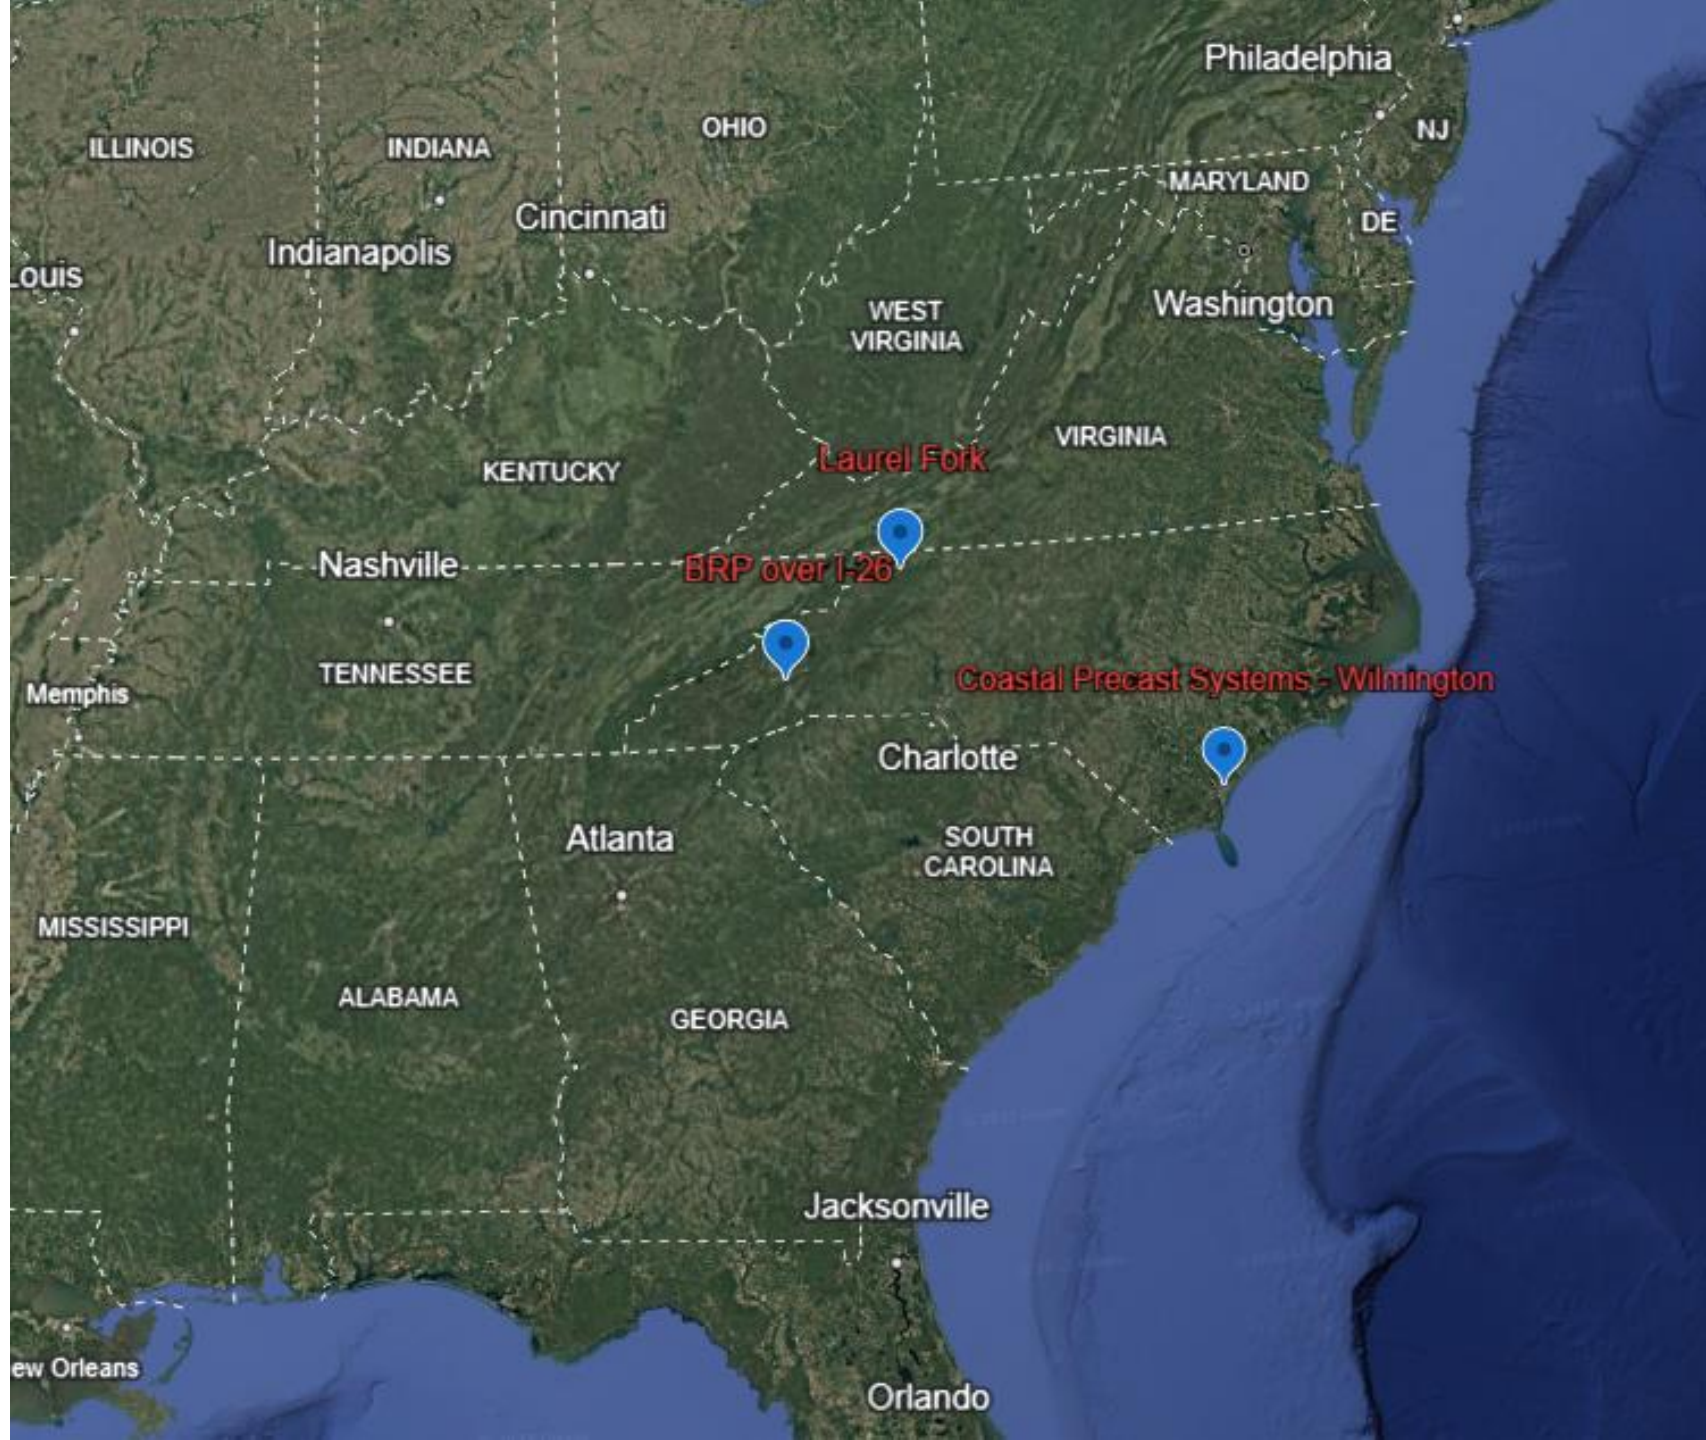 Philadelphia
OHIO
NJ
ILLINOIS
INDIANA
MARYLAND
Cincinnati
DE
Indianapolis
Louis
Washington
WEST
VIRGINIA
VIRGINIA
Laurel Fork
KENTUCKY
Nashville
BRP over I-26
TENNESSEE
Coastal Precast Systems - Wilmington
Memphis
Charlotte
Atlanta
SOUTH
CAROLINA
MISSISSIPPI
ALABAMA
GEORGIA
Jacksonville
ew Orleans
Orlando